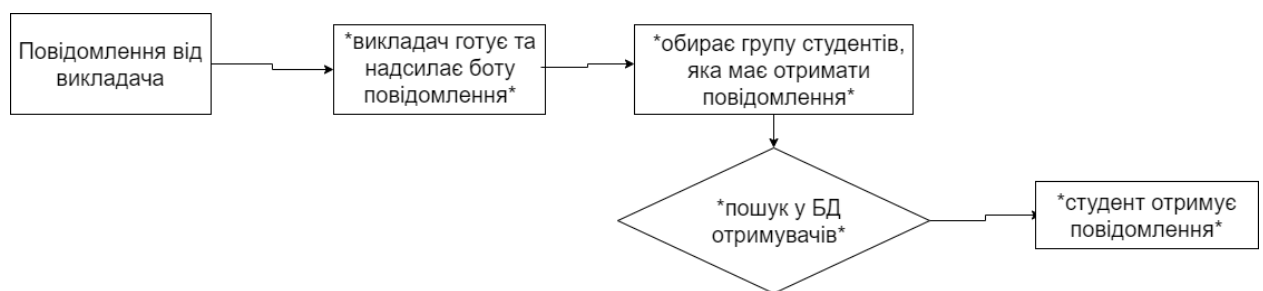 Повідомлення від
викладача
*викладач готує та
надсилає боту
повідомлення*
*обирає групу студентів,
яка має отримати
повідомлення*
*пошук у БД
отримувачів*
*студент отримує
повідомлення*